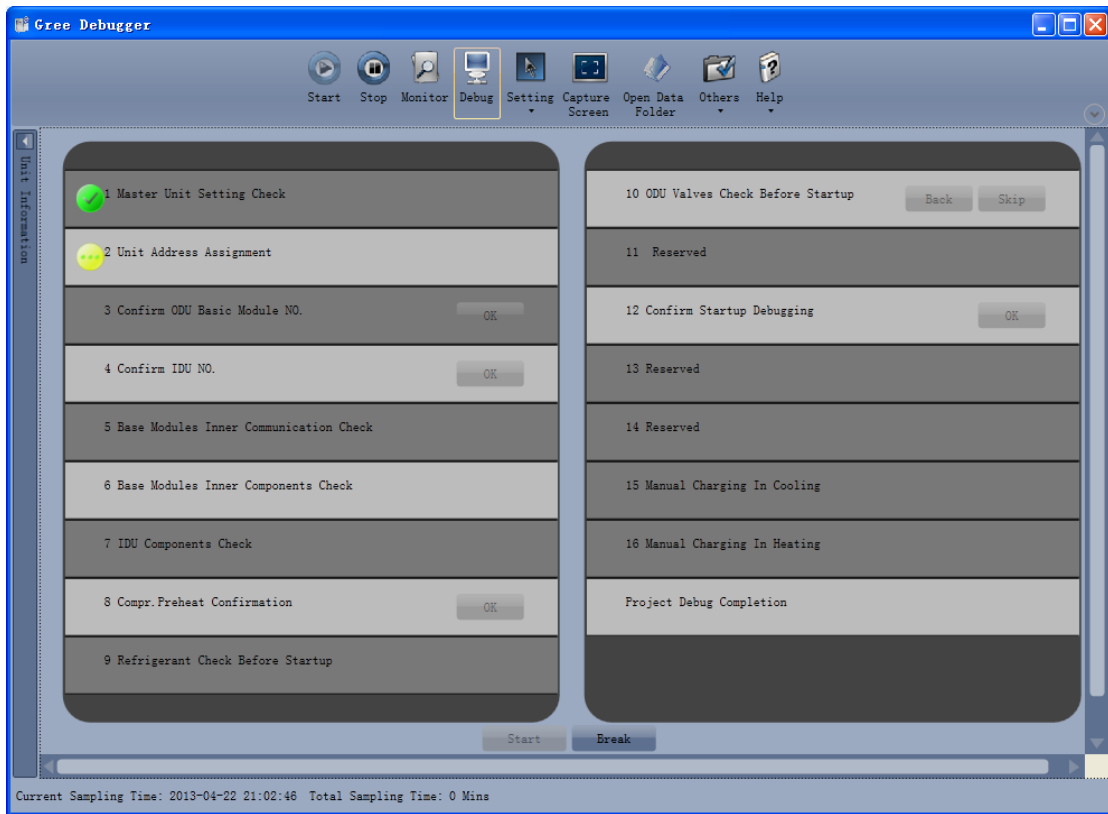 Gree Debugger
Start
Stop
Monitor
Debug
Setting
Capture
Screen
Open Data
Folder
Others
Help
Unit Information
1 Master Unit Setting Check
2 Unit Address Assignment
3 Confirm ODU Basic Module NO.
OK
4 Confirm IDU NO.
OK
5 Base Modules Inner Communication Check
6 Base Modules Inner Components Check
7 IDU Components Check
8 Compr.Preheat Confirmation
OK
9 Refrigerant Check Before Startup
10 ODU Valves Check Before Startup
Back
Skip
11 Reserved
12 Confirm Startup Debugging
OK
13 Reserved
14 Reserved
15 Manual Charging In Cooling
16 Manual Charging In Heating
Project Debug Completion
Start
Break
Current Sampling Time: 2013-04-22 21:02:46 Total Sampling Time: 0 Mins